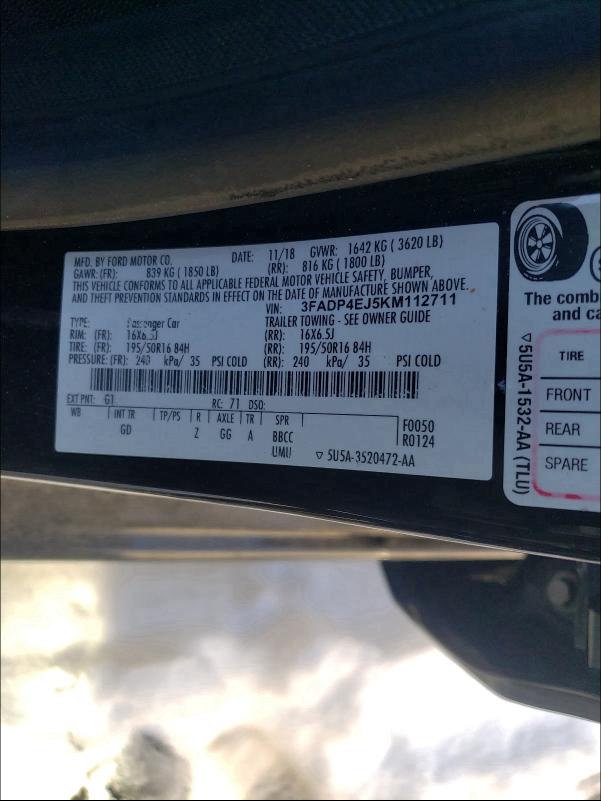 MFD. BY FORD MOTOR CO.
DATE: 11/18 GVWR: 1642 KG ( 3620 LB)
GAWR: (FR): 839 KG ( 1850 LB) (RR): 816 KG ( 1800 LB)
THIS VEHICLE CONFORMS TO ALL APPLICABLE FEDERAL MOTOR VEHICLE SAFETY, BUMPER,
AND THEFT PREVENTION STANDARDS IN EFFECT ON THE DATE OF MANUFACTURE SHOWN ABOVE.
VIN: 3FADP4EJ5KM112711
TYPE: Passenger Car TRAILER TOWING - SEE OWNER GUIDE
RIM: (FR): 16X6.5J (RR): 16X6.5J
TIRE: (FR): 195/50R16 84H (RR): 195/50R16 84H
PRESSURE: (FR): 240 kPa/ 35 PSI COLD (RR): 240 kPa/ 35 PSI COLD
EXT PNT: G1 RC: 71 DSO:
WB INT TR TP/PS R AXLE TR SPR
GD Z GG A BBCC
UMU
F0050
R0124
▽5U5A-3520472-AA
The comb
and ca
TIRE
FRONT
REAR
SPARE
▽5U5A-1532-AA (TLU)